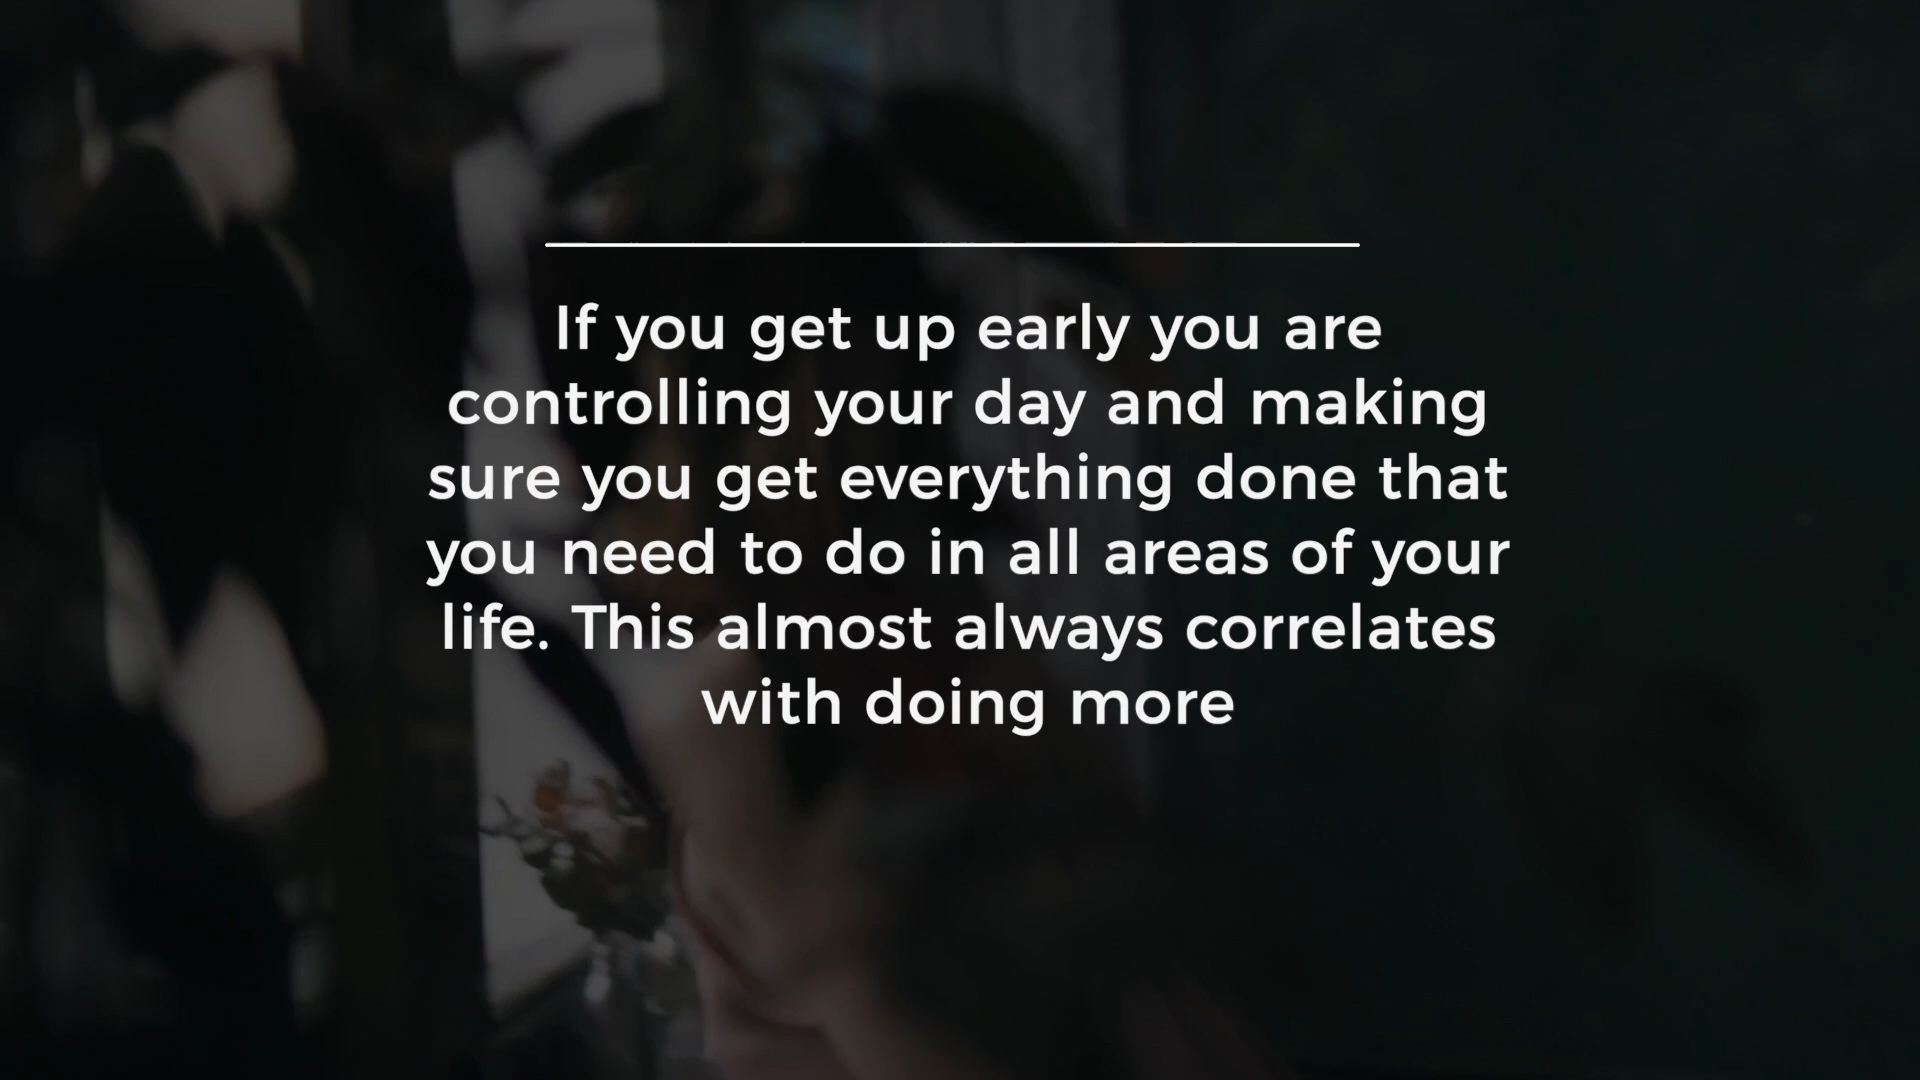 If you get up early you are
controlling your day and making
sure you get everything done that
you need to do in all areas of your
life. This almost always correlates
with doing more